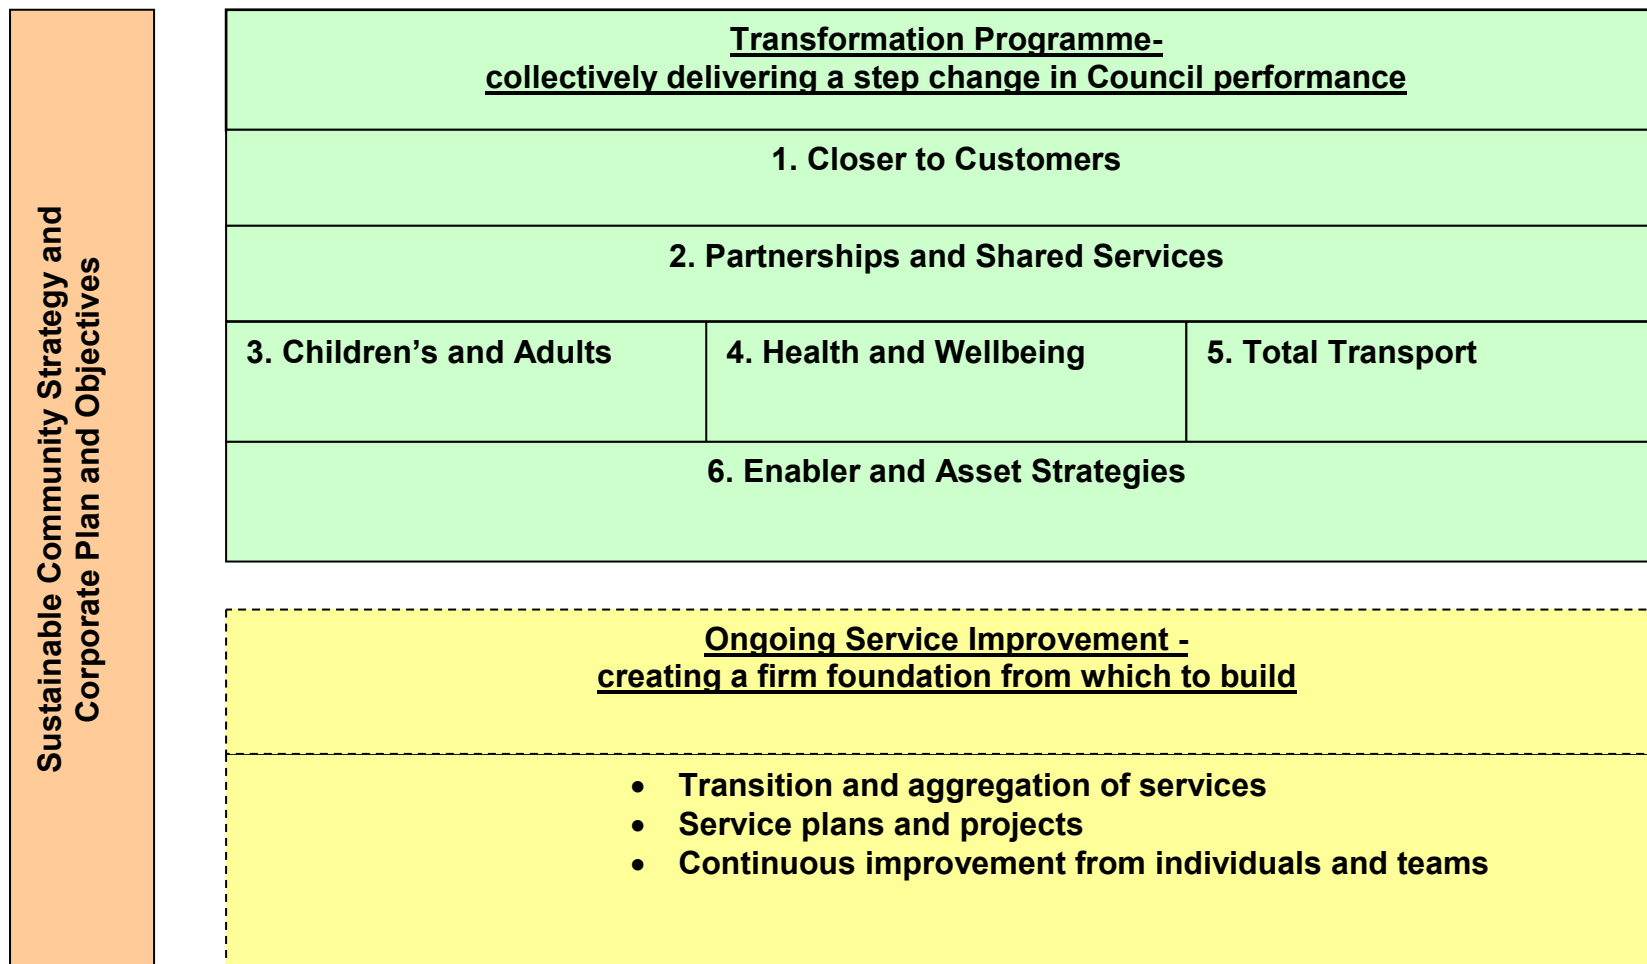 Sustainable Community Strategy and
Corporate Plan and Objectives
Transformation Programme-
collectively delivering a step change in Council performance
1. Closer to Customers
2. Partnerships and Shared Services
3. Children’s and Adults
4. Health and Wellbeing
5. Total Transport
6. Enabler and Asset Strategies
Ongoing Service Improvement -
creating a firm foundation from which to build
• Transition and aggregation of services
• Service plans and projects
• Continuous improvement from individuals and teams